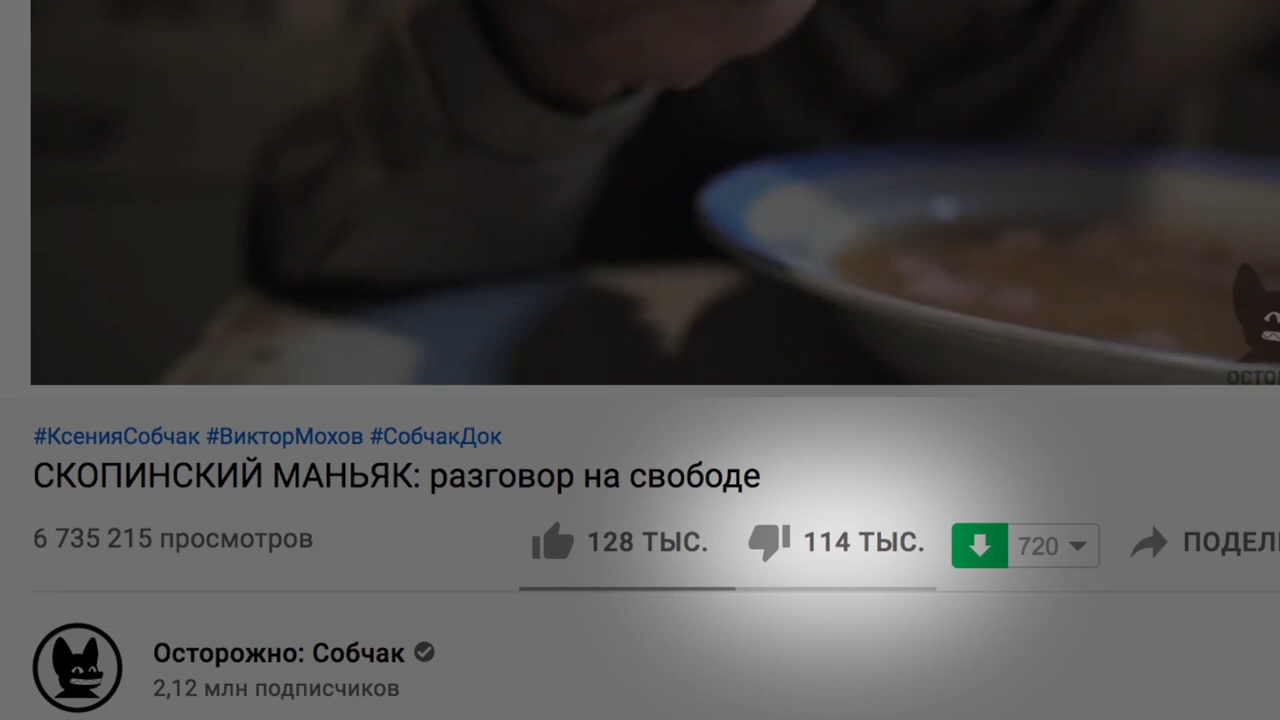 #КсенияСобчак #ВикторМохов #СобчакДок
СКОПИНСКИЙ МАНЬЯК: разговор на свободе
6 735 215 просмотров
128 ТЫС.
114 ТЫС.
720
Осторожно: Собчак
2,12 млн подписчиков